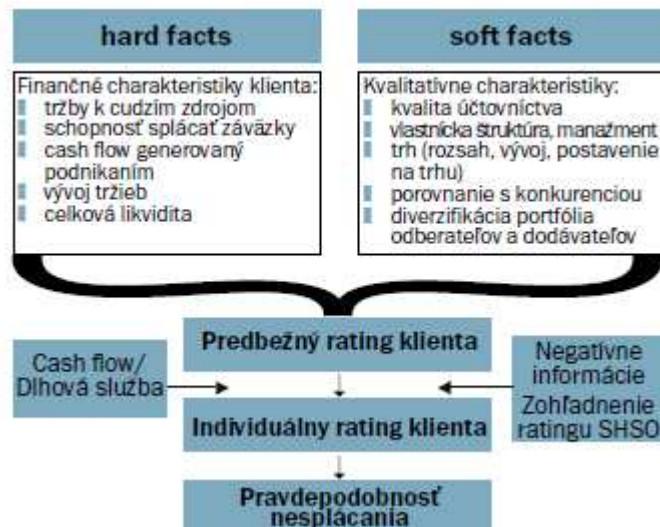 hard facts
Finančné charakteristiky klienta:
tržby k cudzím zdrojom
schopnosť splácať záväzky
cash flow generovaný
podnikaním
vývoj tržieb
celková likvidita
soft facts
Kvalitatívne charakteristiky:
kvalita účtovníctva
vlastnícka štruktúra, manažment
trh (rozsah, vývoj, postavenie
na trhu)
porovnanie s konkurenciou
diverzifikácia portfólia
odberateľov a dodávateľov
Predbežný rating klienta
Cash flow/
Dlhová služba
Negatívne
informácie
Zohľadnenie
ratingu SHSO
Individuálny rating klienta
Pravdepodobnosť
nesplácania